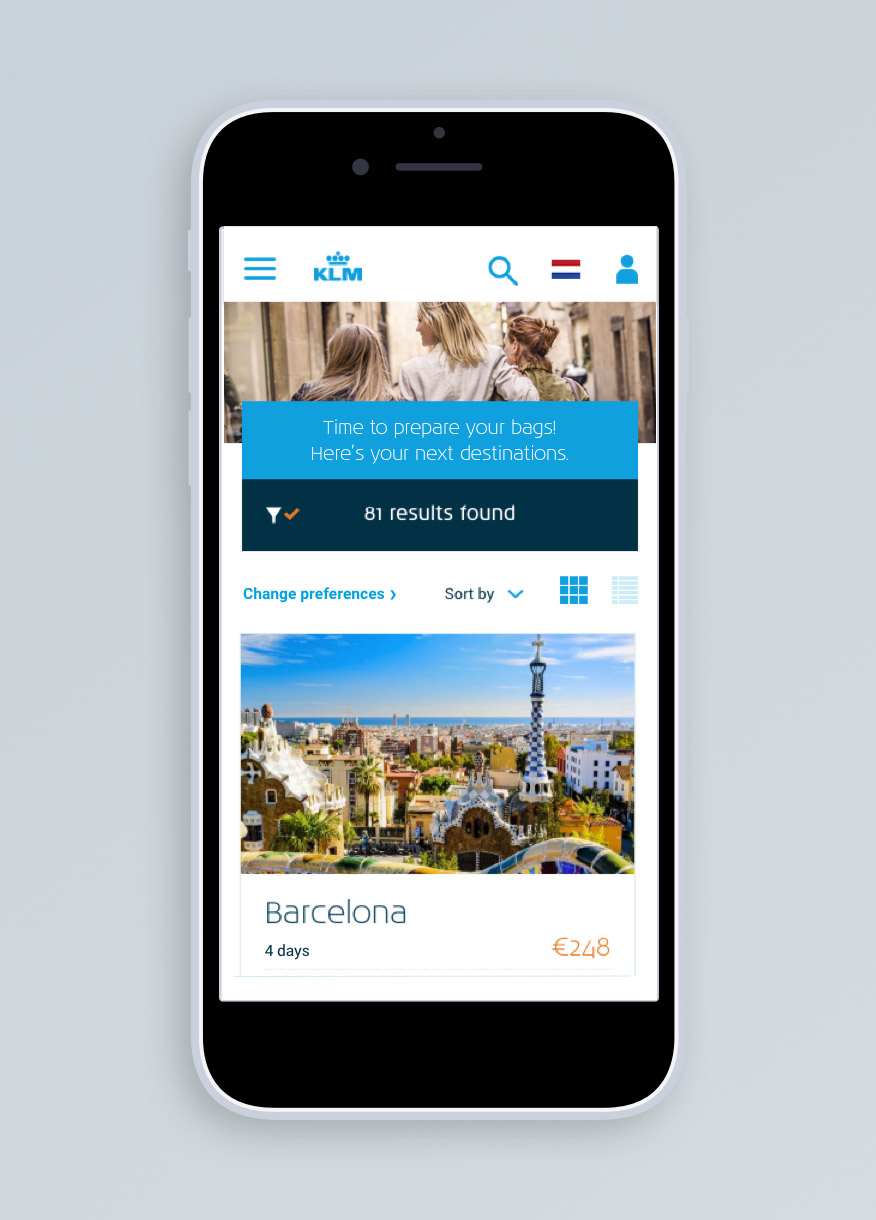 KLM
Time to prepare your bags!
Here's your next destinations.
81 results found
Change preferences ›
Sort by
Barcelona
4 days
€248